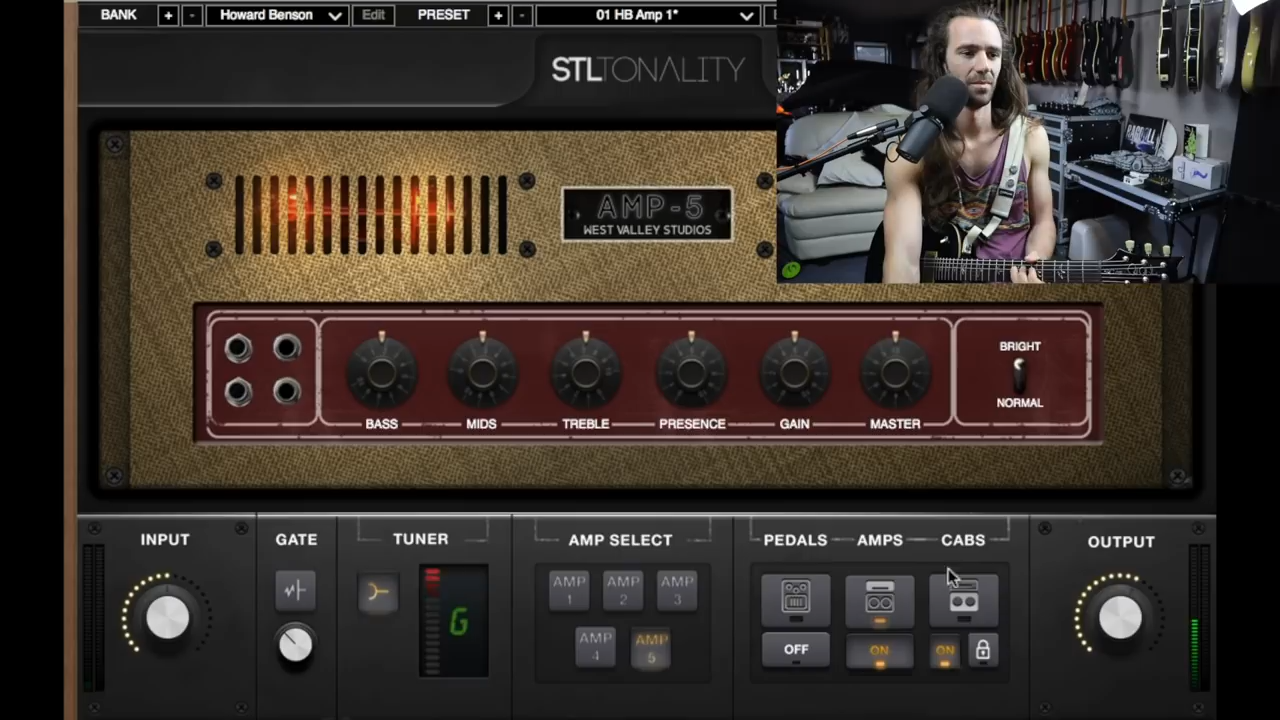 BANK + - Howard Benson Edit PRESET + - 01 HB Amp 1*
STLTONALITY
AMP-5
WEST VALLEY STUDIOS
BRIGHT
NORMAL
BASS MIDS TREBLE PRESENCE GAIN MASTER
INPUT GATE TUNER AMP SELECT PEDALS AMPS CABS OUTPUT
AMP 1 AMP 2 AMP 3
G
AMP 4 AMP 5
OFF ON ON